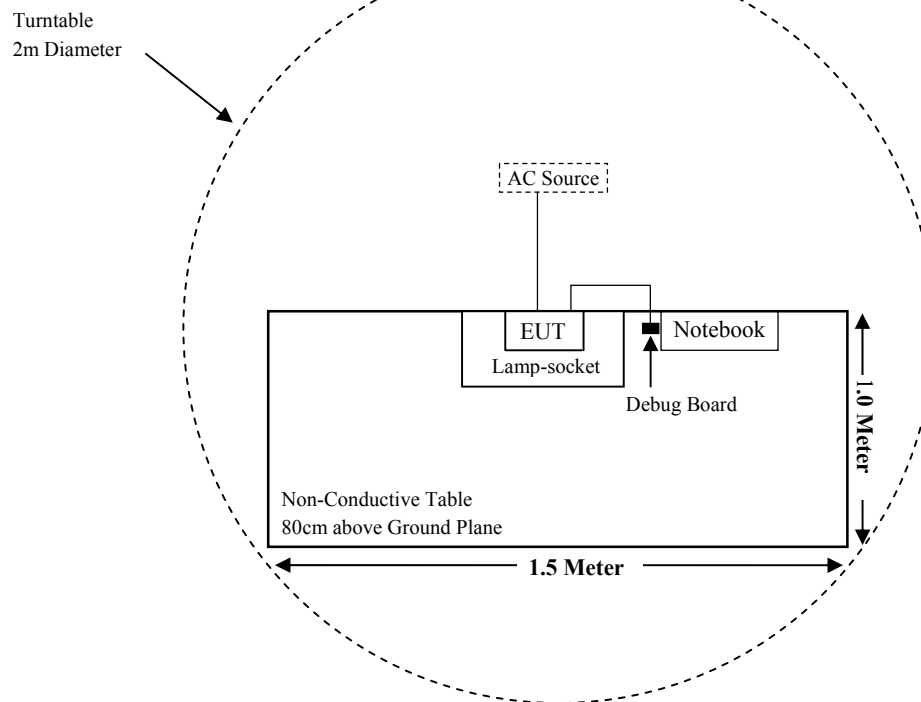 Turntable
2m Diameter
AC Source
EUT
Notebook
Lamp-socket
Debug Board
1.0 Meter
Non-Conductive Table
80cm above Ground Plane
1.5 Meter